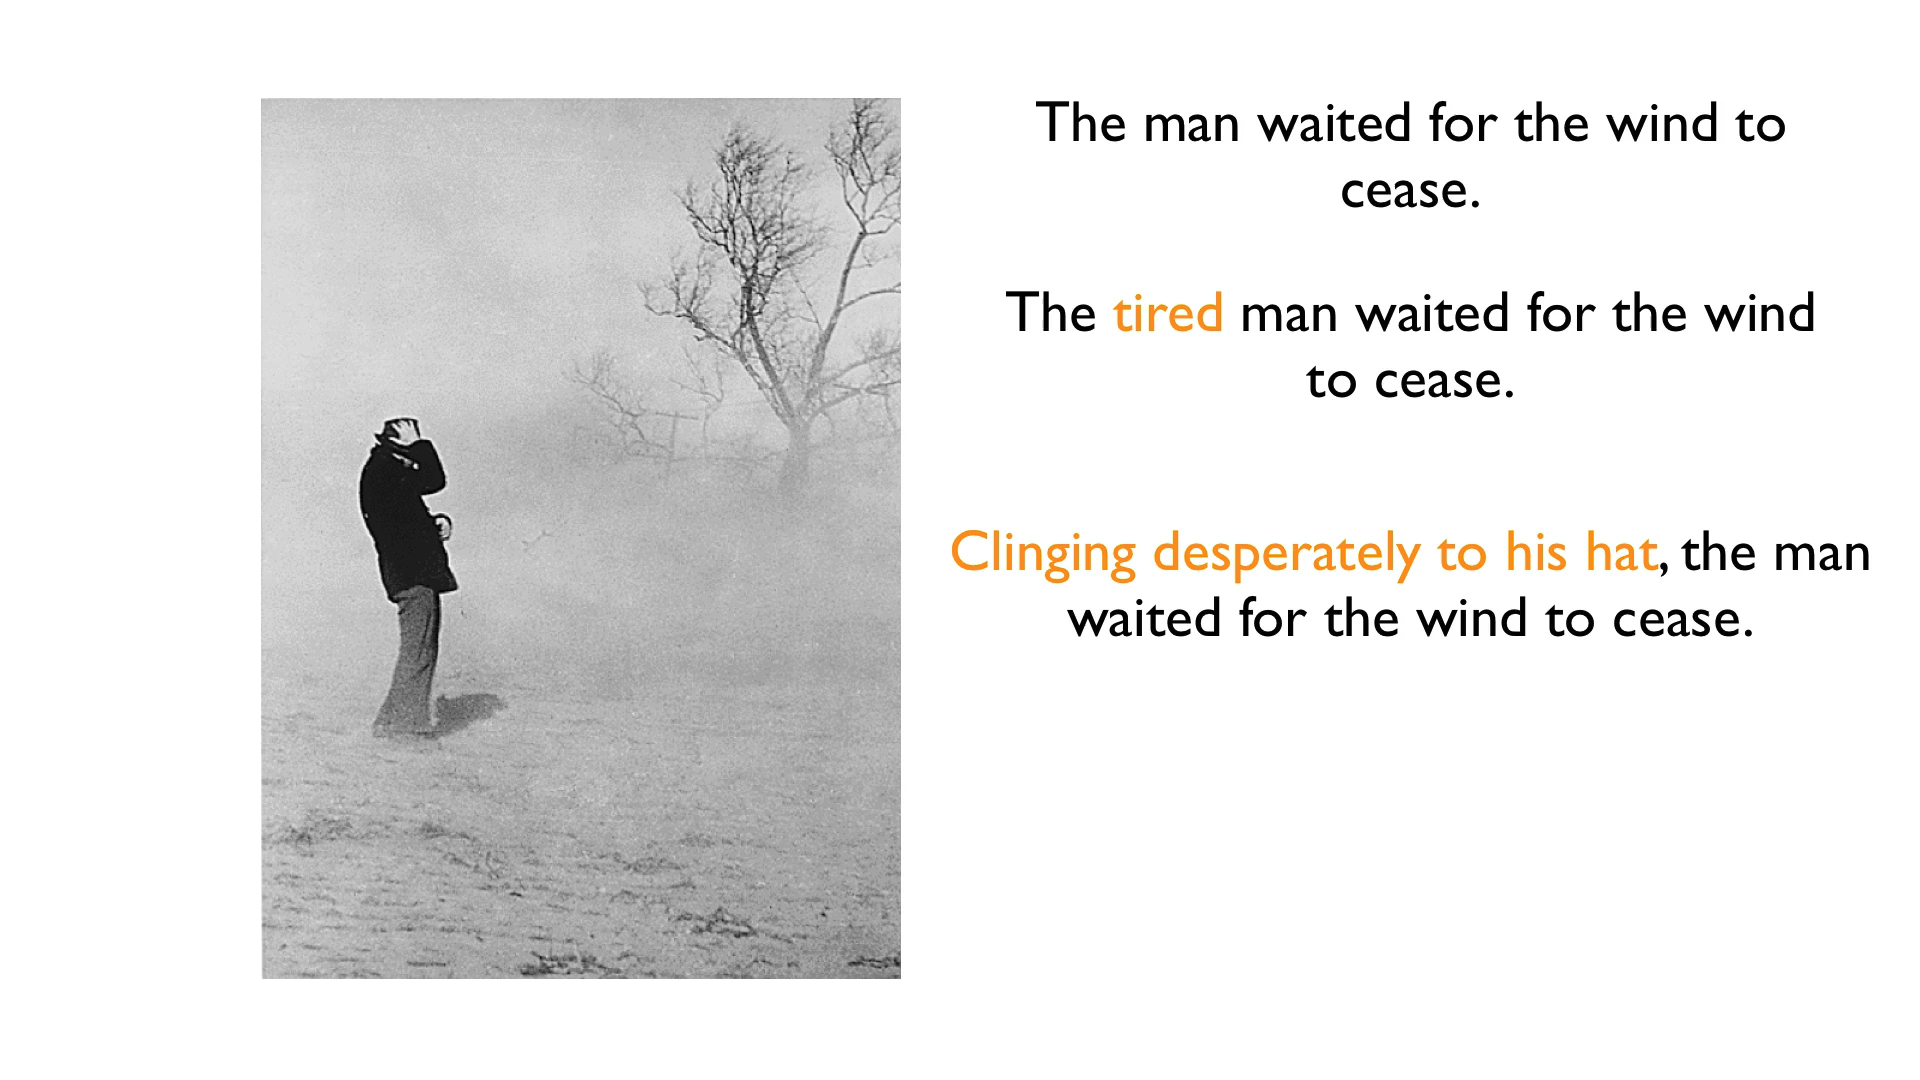 The man waited for the wind to
cease.
The tired man waited for the wind
to cease.
Clinging desperately to his hat, the man
waited for the wind to cease.